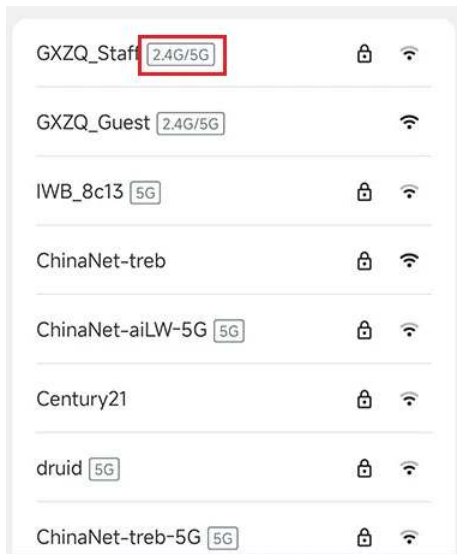 GXZQ_Staff 2.4G/5G
GXZQ_Guest 2.4G/5G
IWB_8c13 5G
ChinaNet-treb
ChinaNet-aiLW-5G 5G
Century21
druid 5G
ChinaNet-treb-5G 5G